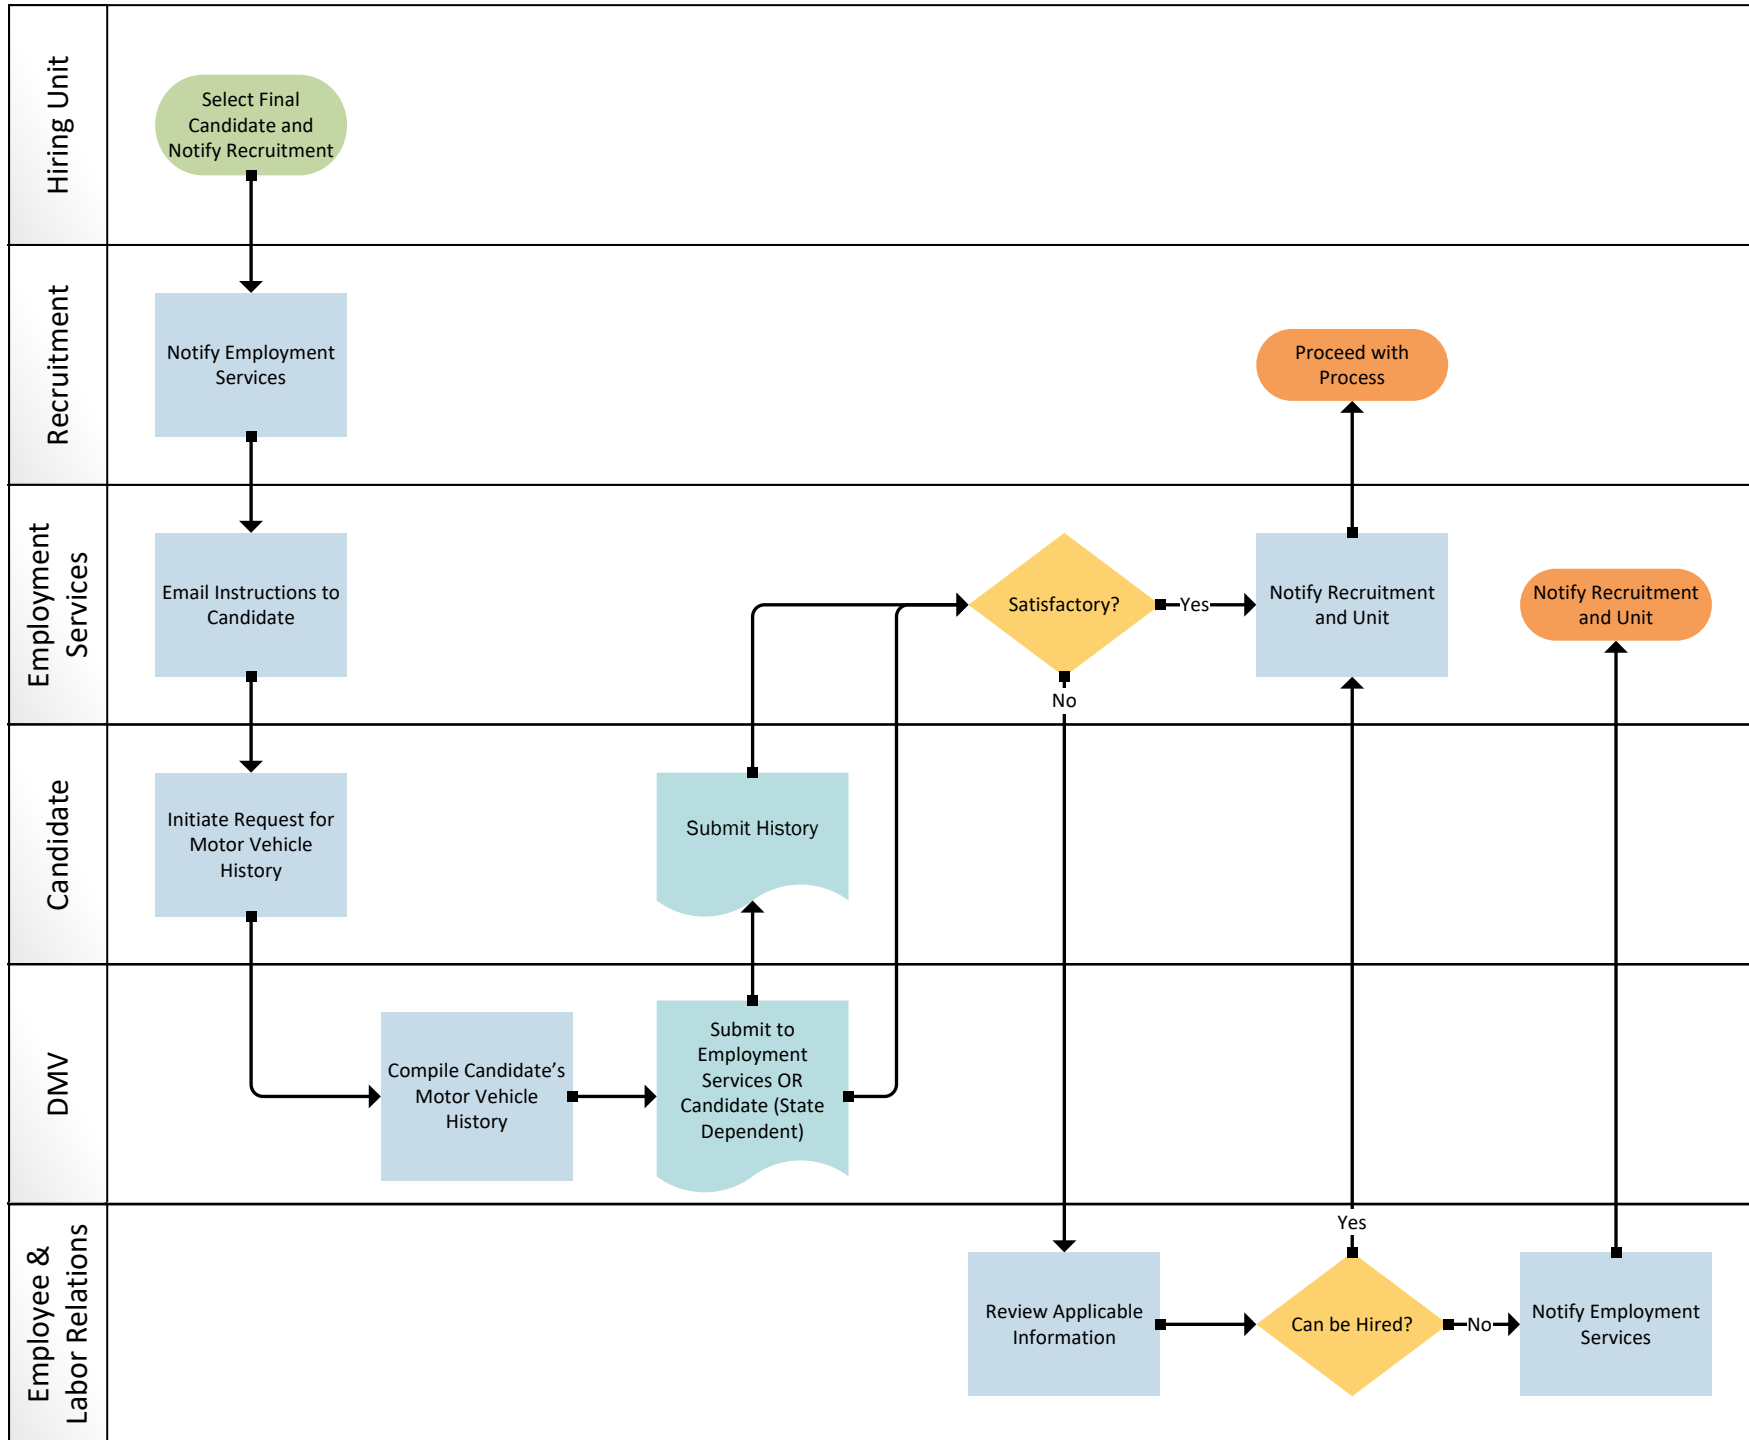 Hiring Unit
Select Final
Candidate and
Notify Recruitment
Recruitment
Notify Employment
Services
Proceed with
Process
Employment
Services
Email Instructions to
Candidate
Satisfactory?
Yes
No
Notify Recruitment
and Unit
Notify Recruitment
and Unit
Candidate
Initiate Request for
Motor Vehicle
History
Submit History
DMV
Compile Candidate’s
Motor Vehicle
History
Submit to
Employment
Services OR
Candidate (State
Dependent)
Employee &
Labor Relations
Review Applicable
Information
Yes
Can be Hired?
No
Notify Employment
Services